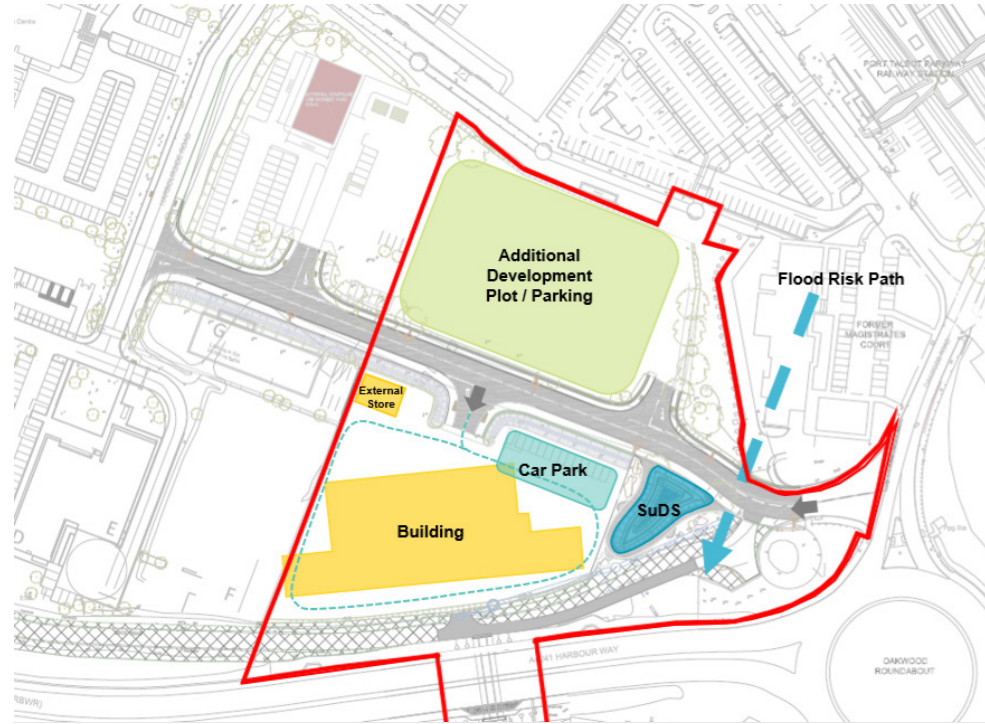 PORT TALBOT PARKWAY
RAILWAY STATION
Additional
Development
Plot / Parking
Flood Risk Path
FORMER
MAGISTRATES
COURT
External
Store
Car Park
SuDS
Building
G
E
F
F
A4241 HARBOUR WAY
OAKWOOD
ROUNDABOUT